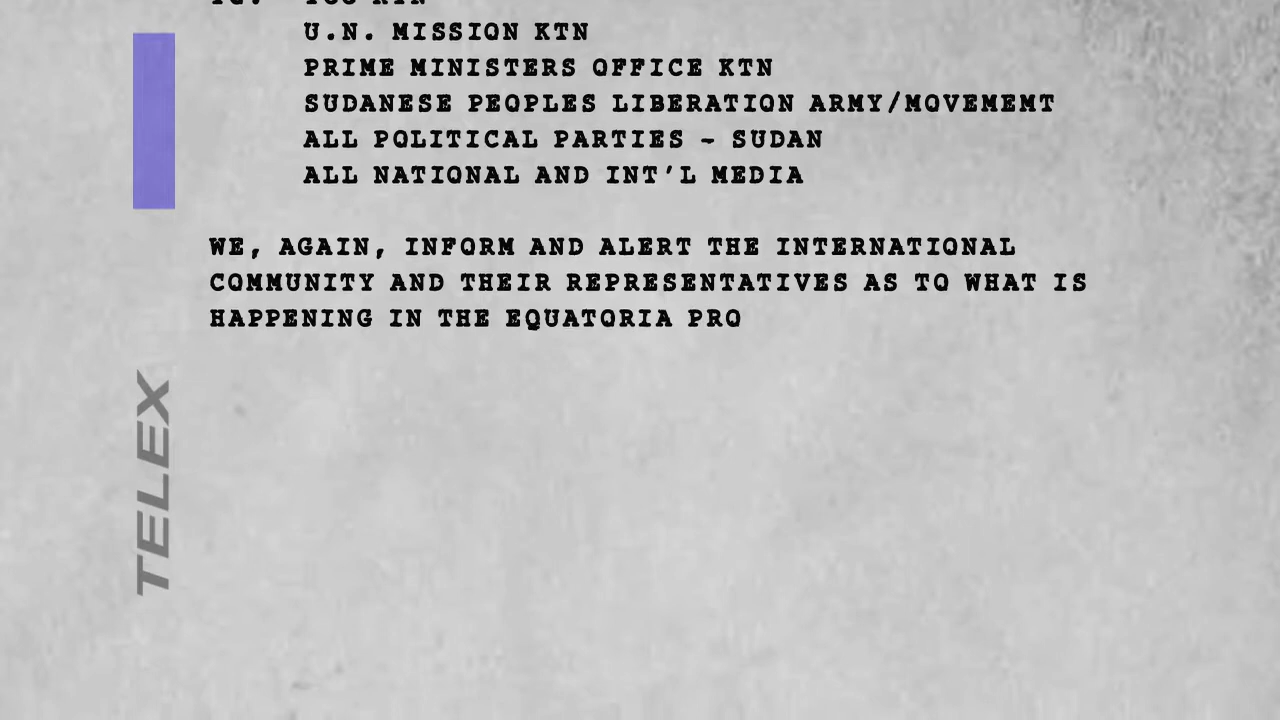 U.N. MISSION KTN
PRIME MINISTERS OFFICE KTN
SUDANESE PEOPLES LIBERATION ARMY/MOVEMEMT
ALL POLITICAL PARTIES - SUDAN
ALL NATIONAL AND INT'L MEDIA
WE, AGAIN, INFORM AND ALERT THE INTERNATIONAL
COMMUNITY AND THEIR REPRESENTATIVES AS TO WHAT IS
HAPPENING IN THE EQUATORIA PRO
TELEX